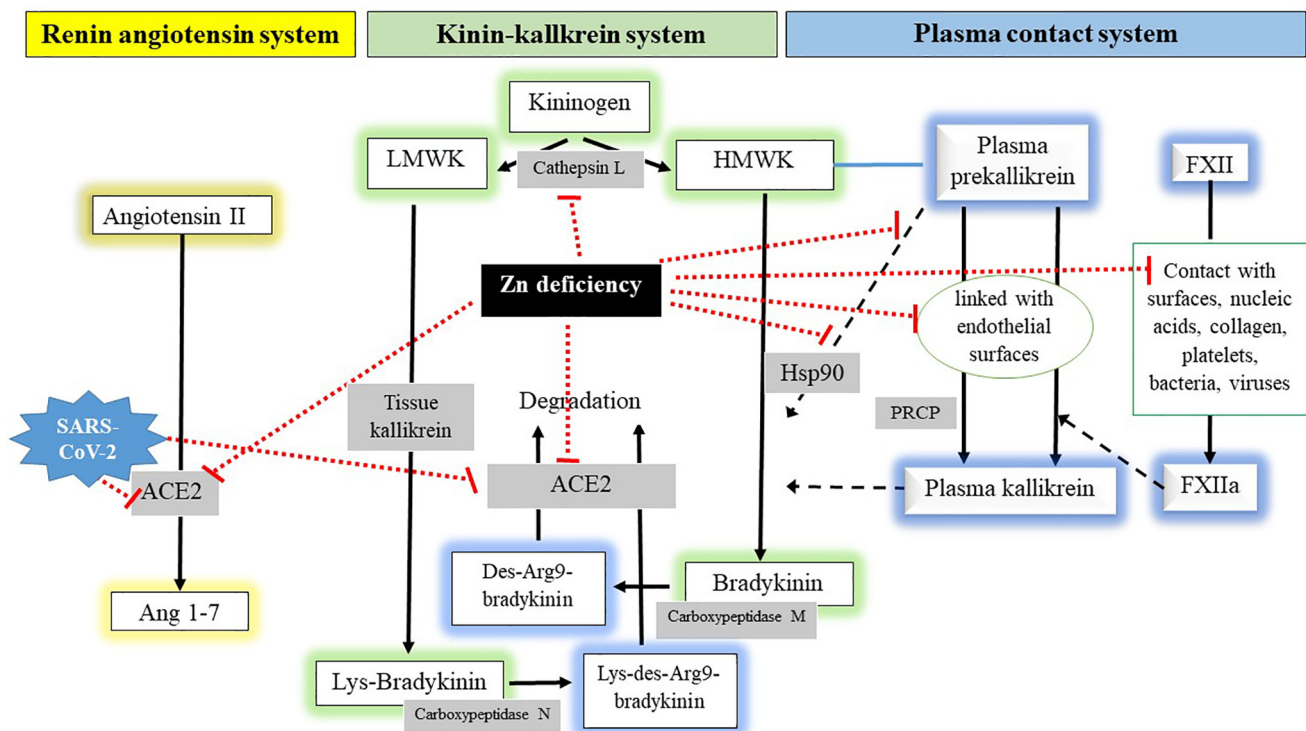 Renin angiotensin system
Kinin-kallkrein system
Plasma contact system
Kininogen
LMWK
Cathepsin L
HMWK
Plasma
prekallikrein
FXII
Angiotensin II
Zn deficiency
Contact with
surfaces, nucleic
acids, collagen,
platelets,
bacteria, viruses
linked with
endothelial
surfaces
Hsp90
Tissue
kallikrein
Degradation
PRCP
SARS-
CoV-2
ACE2
ACE2
Plasma kallikrein
FXIIa
Des-Arg9-
bradykinin
Bradykinin
Carboxypeptidase M
Ang 1-7
Lys-Bradykinin
Carboxypeptidase N
Lys-des-Arg9-
bradykinin